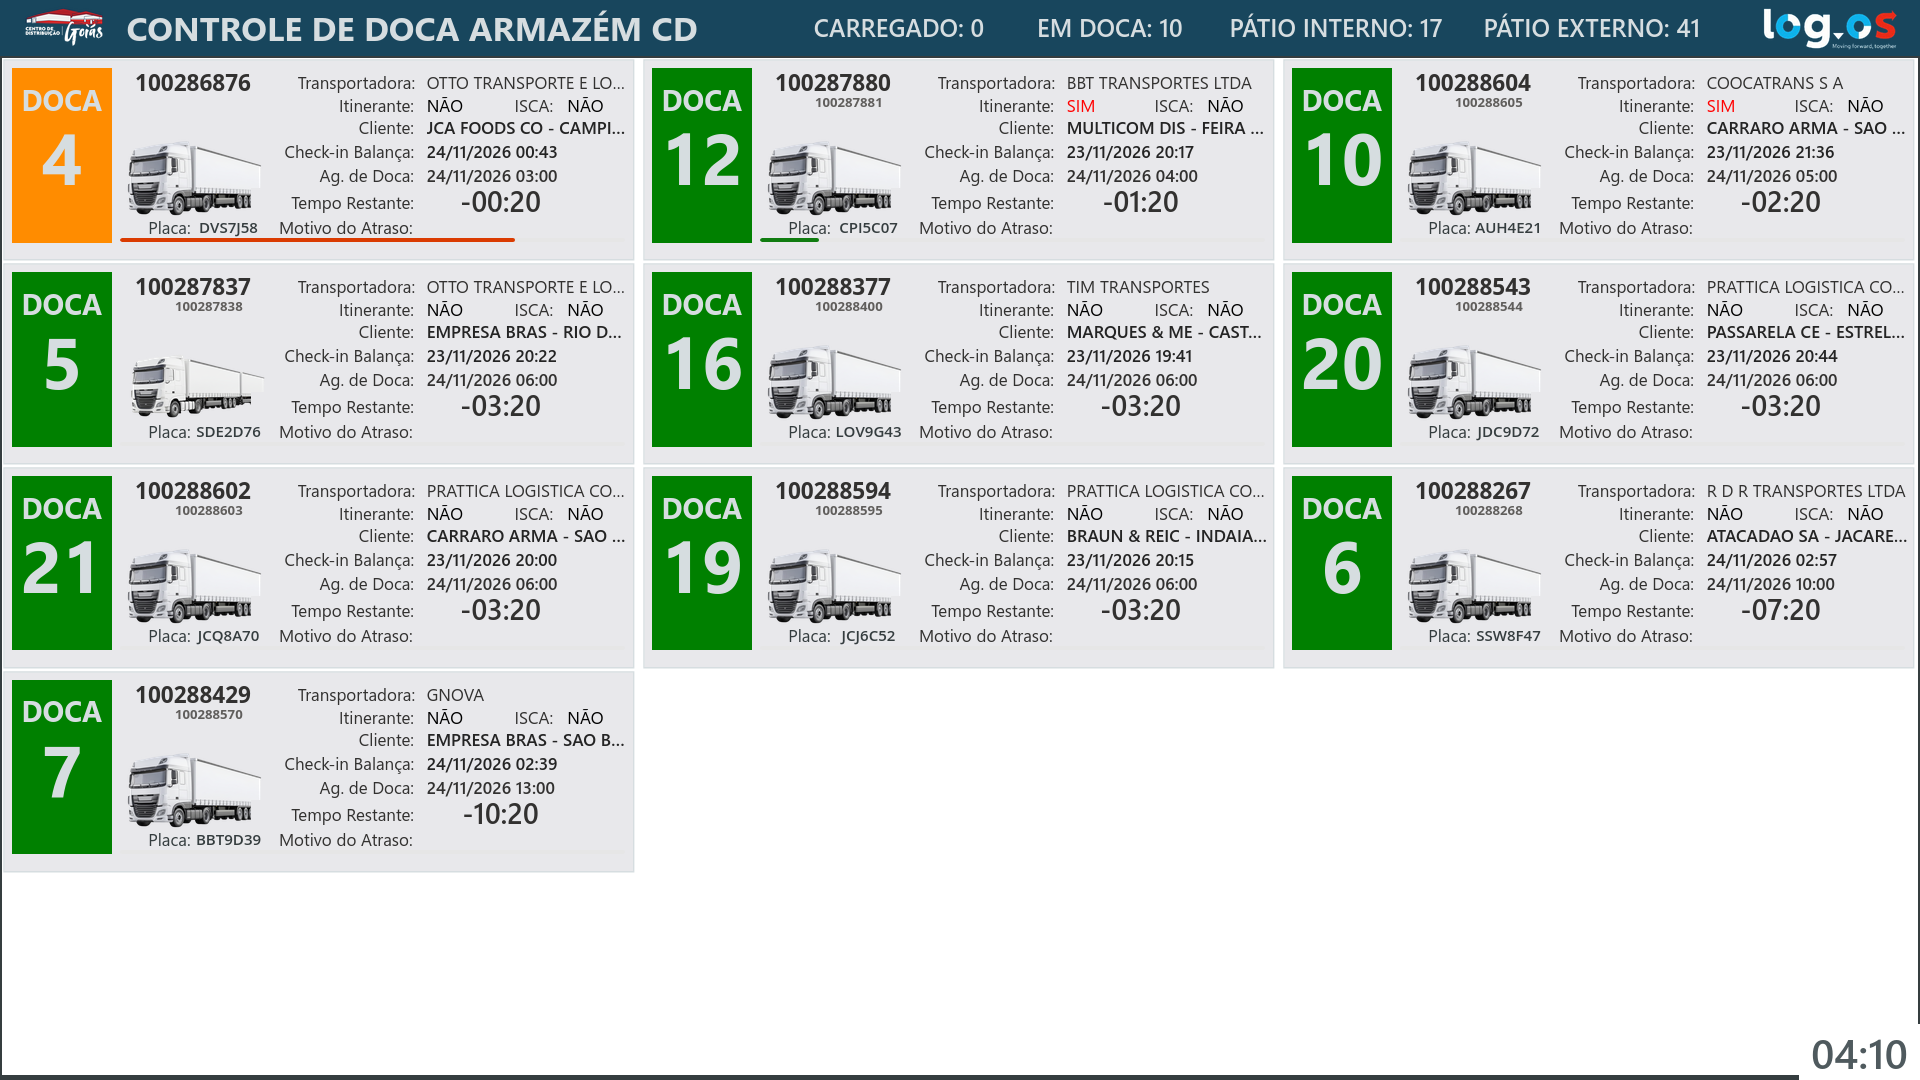 CENTRO DE
DISTRIBUIÇÃO
Goiás
CONTROLE DE DOCA ARMAZÉM CD
CARREGADO: 0
EM DOCA: 10
PÁTIO INTERNO: 17
PÁTIO EXTERNO: 41
log.os
Moving forward, together
DOCA
4
100286876
Transportadora: OTTO TRANSPORTE E LO...
Itinerante: NÃO ISCA: NÃO
Cliente: JCA FOODS CO - CAMPI...
Check-in Balança: 24/11/2026 00:43
Ag. de Doca: 24/11/2026 03:00
Tempo Restante: -00:20
Placa: DVS7J58 Motivo do Atraso:
DOCA
12
100287880
100287881
Transportadora: BBT TRANSPORTES LTDA
Itinerante: SIM ISCA: NÃO
Cliente: MULTICOM DIS - FEIRA ...
Check-in Balança: 23/11/2026 20:17
Ag. de Doca: 24/11/2026 04:00
Tempo Restante: -01:20
Placa: CPI5C07 Motivo do Atraso:
DOCA
10
100288604
100288605
Transportadora: COOCATRANS S A
Itinerante: SIM ISCA: NÃO
Cliente: CARRARO ARMA - SAO ...
Check-in Balança: 23/11/2026 21:36
Ag. de Doca: 24/11/2026 05:00
Tempo Restante: -02:20
Placa: AUH4E21 Motivo do Atraso:
DOCA
5
100287837
100287838
Transportadora: OTTO TRANSPORTE E LO...
Itinerante: NÃO ISCA: NÃO
Cliente: EMPRESA BRAS - RIO D...
Check-in Balança: 23/11/2026 20:22
Ag. de Doca: 24/11/2026 06:00
Tempo Restante: -03:20
Placa: SDE2D76 Motivo do Atraso:
DOCA
16
100288377
100288400
Transportadora: TIM TRANSPORTES
Itinerante: NÃO ISCA: NÃO
Cliente: MARQUES & ME - CAST...
Check-in Balança: 23/11/2026 19:41
Ag. de Doca: 24/11/2026 06:00
Tempo Restante: -03:20
Placa: LOV9G43 Motivo do Atraso:
DOCA
20
100288543
100288544
Transportadora: PRATTICA LOGISTICA CO...
Itinerante: NÃO ISCA: NÃO
Cliente: PASSARELA CE - ESTREL...
Check-in Balança: 23/11/2026 20:44
Ag. de Doca: 24/11/2026 06:00
Tempo Restante: -03:20
Placa: JDC9D72 Motivo do Atraso:
DOCA
21
100288602
100288603
Transportadora: PRATTICA LOGISTICA CO...
Itinerante: NÃO ISCA: NÃO
Cliente: CARRARO ARMA - SAO ...
Check-in Balança: 23/11/2026 20:00
Ag. de Doca: 24/11/2026 06:00
Tempo Restante: -03:20
Placa: JCQ8A70 Motivo do Atraso:
DOCA
19
100288594
100288595
Transportadora: PRATTICA LOGISTICA CO...
Itinerante: NÃO ISCA: NÃO
Cliente: BRAUN & REIC - INDAIA...
Check-in Balança: 23/11/2026 20:15
Ag. de Doca: 24/11/2026 06:00
Tempo Restante: -03:20
Placa: JCJ6C52 Motivo do Atraso:
DOCA
6
100288267
100288268
Transportadora: R D R TRANSPORTES LTDA
Itinerante: NÃO ISCA: NÃO
Cliente: ATACADAO SA - JACARE...
Check-in Balança: 24/11/2026 02:57
Ag. de Doca: 24/11/2026 10:00
Tempo Restante: -07:20
Placa: SSW8F47 Motivo do Atraso:
DOCA
7
100288429
100288570
Transportadora: GNOVA
Itinerante: NÃO ISCA: NÃO
Cliente: EMPRESA BRAS - SAO B...
Check-in Balança: 24/11/2026 02:39
Ag. de Doca: 24/11/2026 13:00
Tempo Restante: -10:20
Placa: BBT9D39 Motivo do Atraso:
04:10